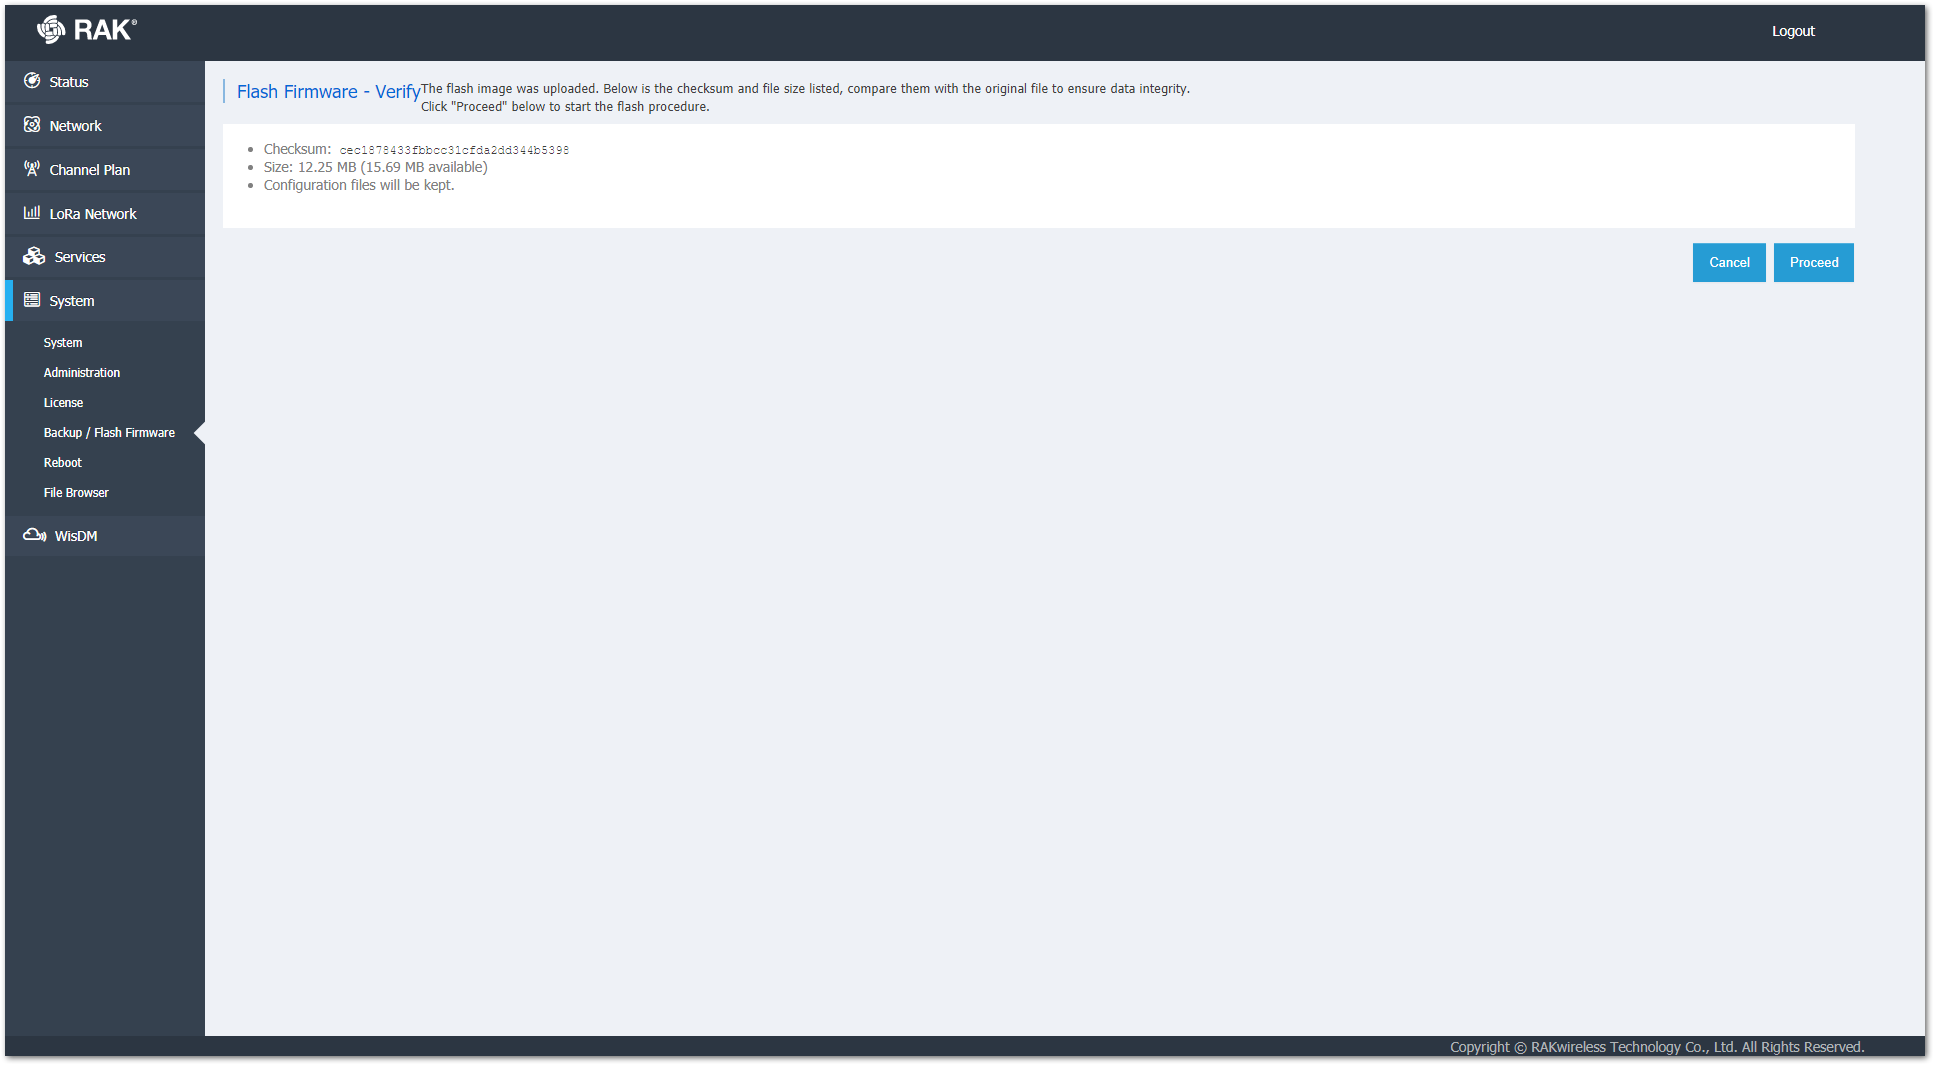 RAK®
Logout
Status
Network
Channel Plan
LoRa Network
Services
System
System
Administration
License
Backup / Flash Firmware
Reboot
File Browser
WisDM
Flash Firmware - Verify
The flash image was uploaded. Below is the checksum and file size listed, compare them with the original file to ensure data integrity.
Click "Proceed" below to start the flash procedure.
Checksum: cec1878433fbbcc31cfda2dd344b5398
Size: 12.25 MB (15.69 MB available)
Configuration files will be kept.
Cancel Proceed
Copyright © RAKwireless Technology Co., Ltd. All Rights Reserved.